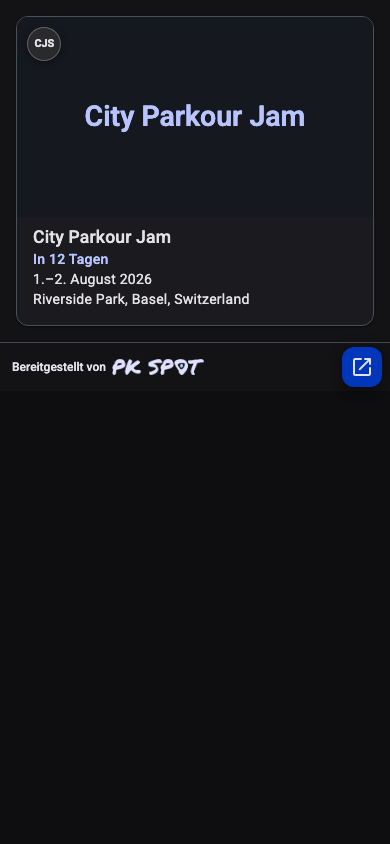 CJS
City Parkour Jam
City Parkour Jam
In 12 Tagen
1.–2. August 2026
Riverside Park, Basel, Switzerland
Bereitgestellt von PK SPOT